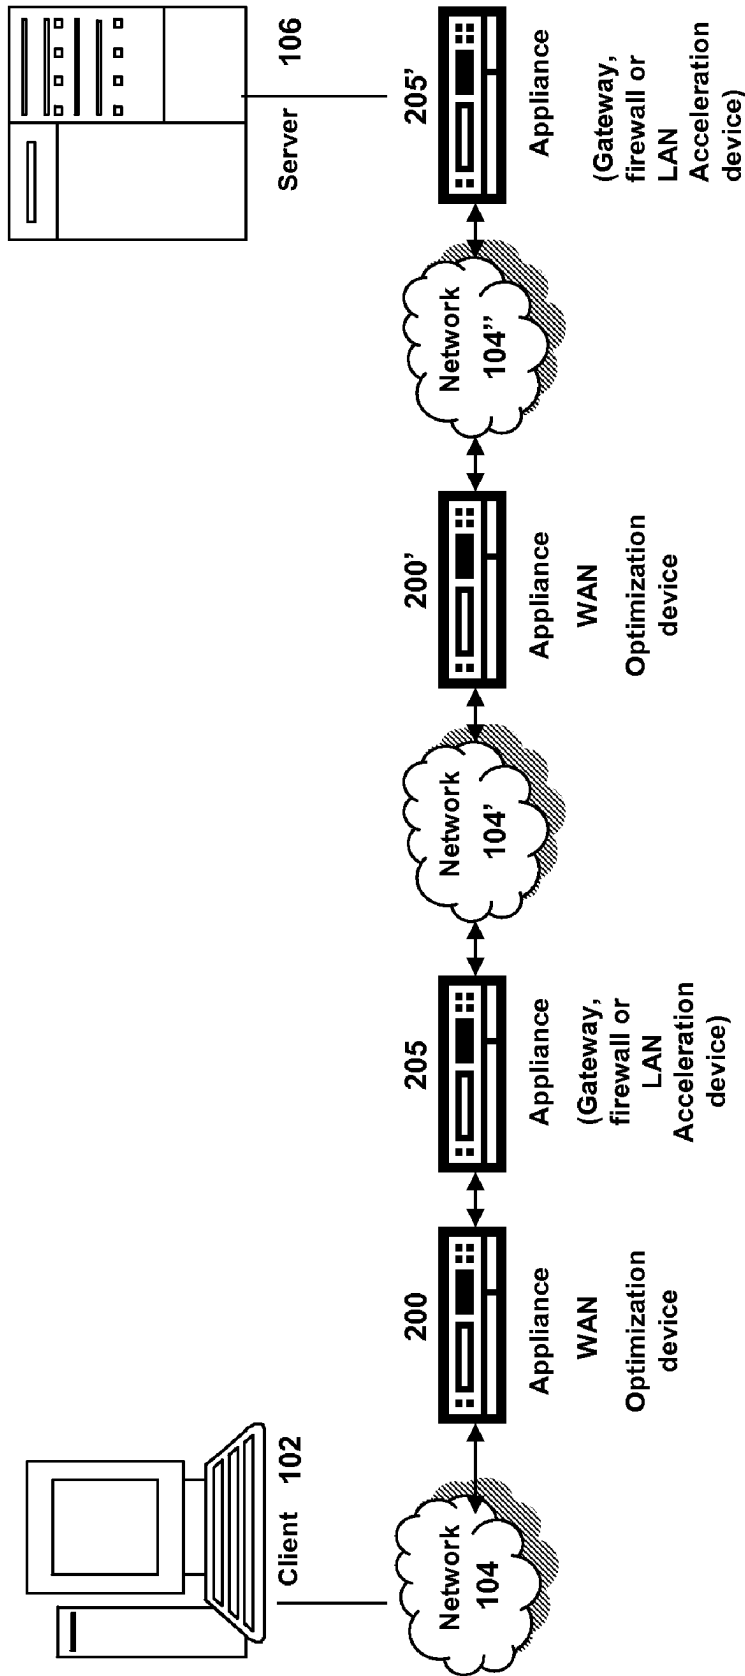 Client 102
Server 106
Network
104
200
Appliance
WAN
Optimization
device
205
Appliance
(Gateway,
firewall or
LAN
Acceleration
device)
Network
104’
200’
Appliance
WAN
Optimization
device
Network
104’’
205’
Appliance
(Gateway,
firewall or
LAN
Acceleration
device)